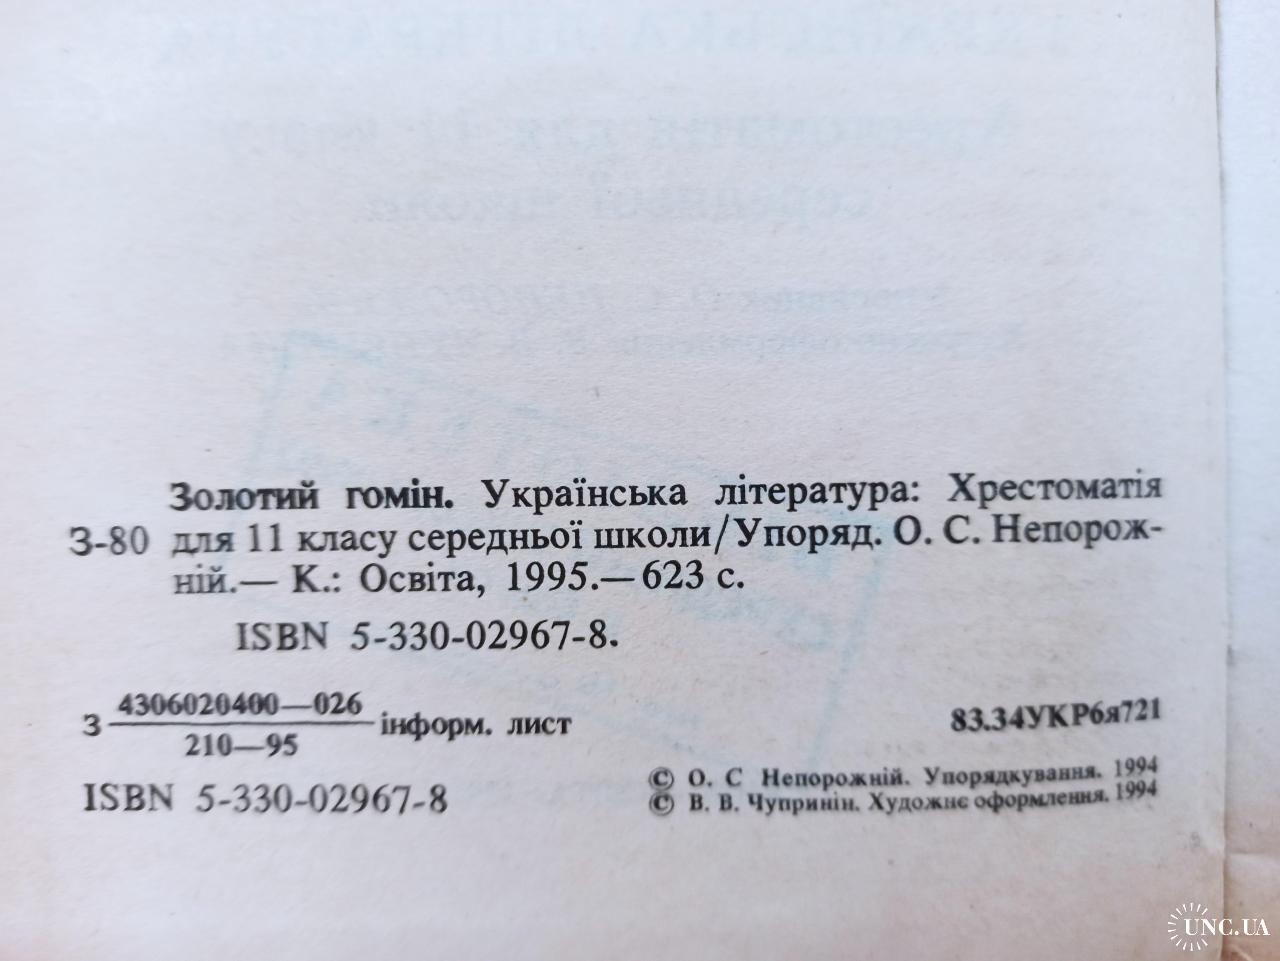 Золотий гомін. Українська література: Хрестоматія
З-80 для 11 класу середньої школи/Упоряд. О. С. Непорож-
ній.— К.: Освіта, 1995.—623 с.
ISBN 5-330-02967-8.
4306020400—026
З інформ. лист
210—95
83.34УКР6я721
ISBN 5-330-02967-8
© О. С Непорожній. Упорядкування. 1994
© В. В. Чупринін. Художнє оформлення. 1994
UNC.UA